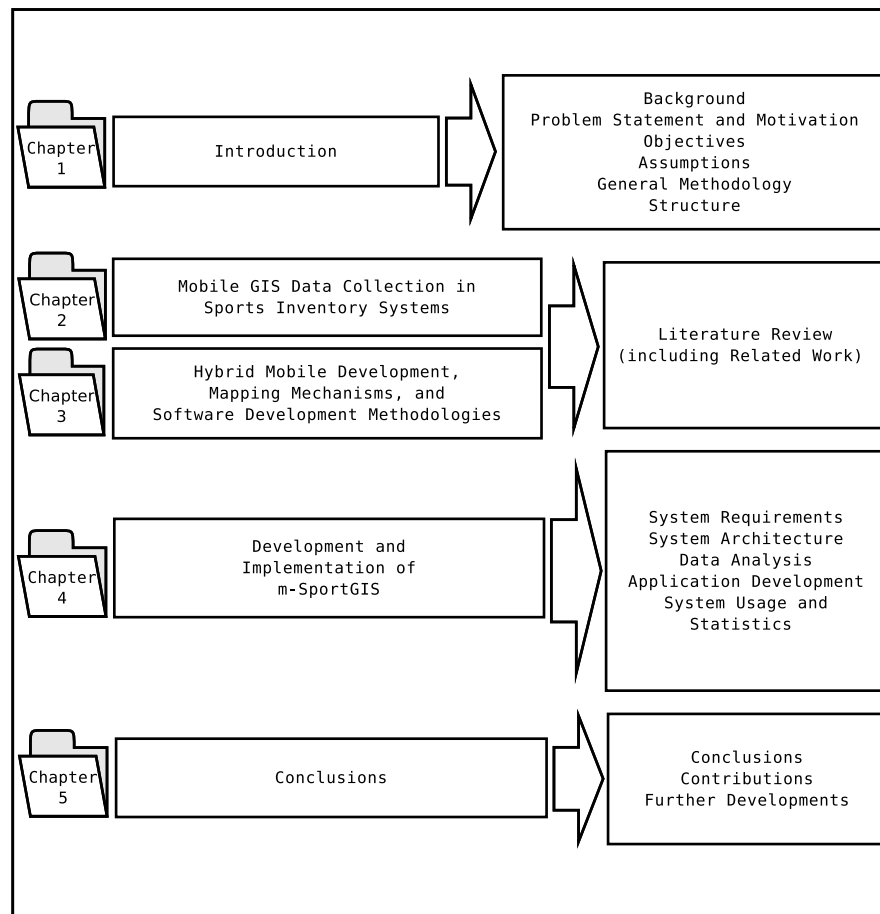 Chapter
1
Introduction
Background
Problem Statement and Motivation
Objectives
Assumptions
General Methodology
Structure
Chapter
2
Mobile GIS Data Collection in
Sports Inventory Systems
Chapter
3
Hybrid Mobile Development,
Mapping Mechanisms, and
Software Development Methodologies
Literature Review
(including Related Work)
Chapter
4
Development and
Implementation of
m-SportGIS
System Requirements
System Architecture
Data Analysis
Application Development
System Usage and
Statistics
Chapter
5
Conclusions
Conclusions
Contributions
Further Developments